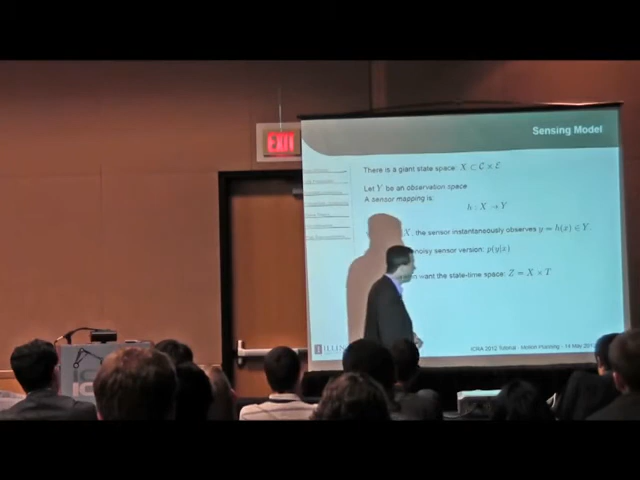 EXIT
Sensing Model
There is a giant state space: X ⊂ C × E
Let Y be an observation space
A sensor mapping is:
h : X → Y
X, the sensor instantaneously observes y = h(x) ∈ Y.
noisy sensor version: p(y|x)
want the state-time space: Z = X × T
ICRA 2012 Tutorial - Motion Planning - 14 May